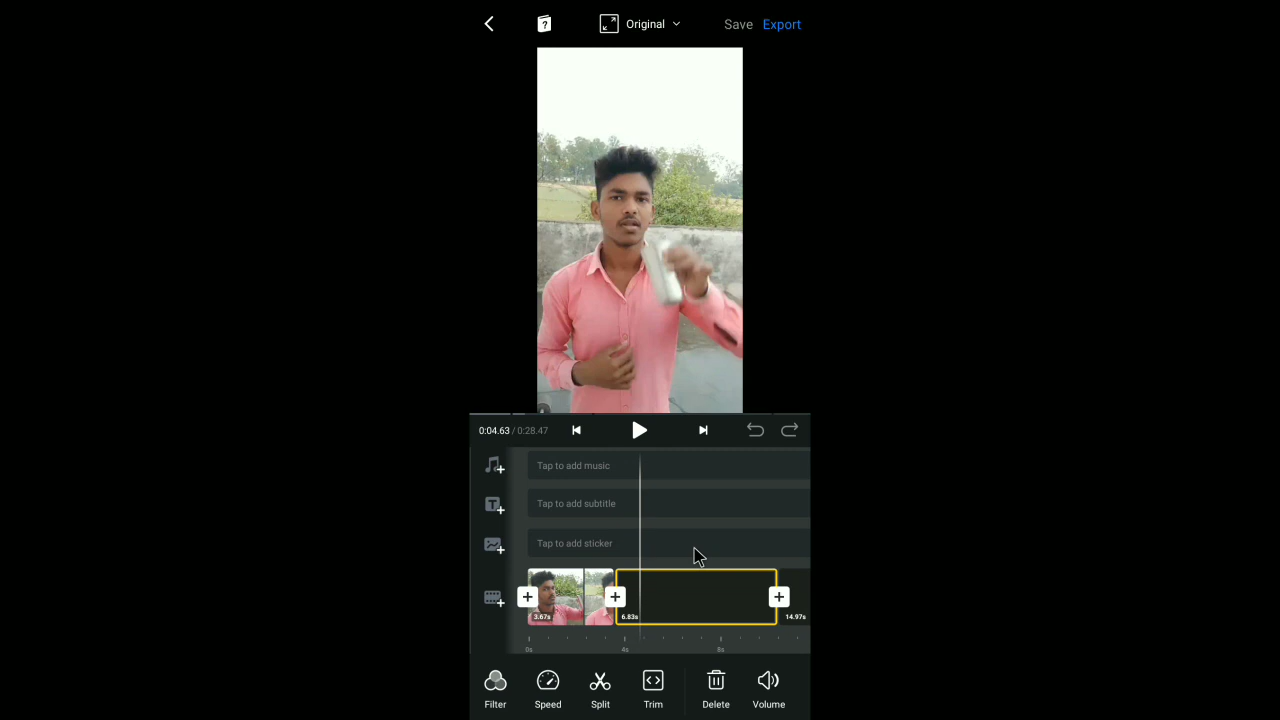 ?
Original
Save
Export
0:04.63 / 0:28.47
Tap to add music
T
Tap to add subtitle
Tap to add sticker
3.67s
6.83s
14.97s
0s
4s
8s
Filter
Speed
Split
Trim
Delete
Volume